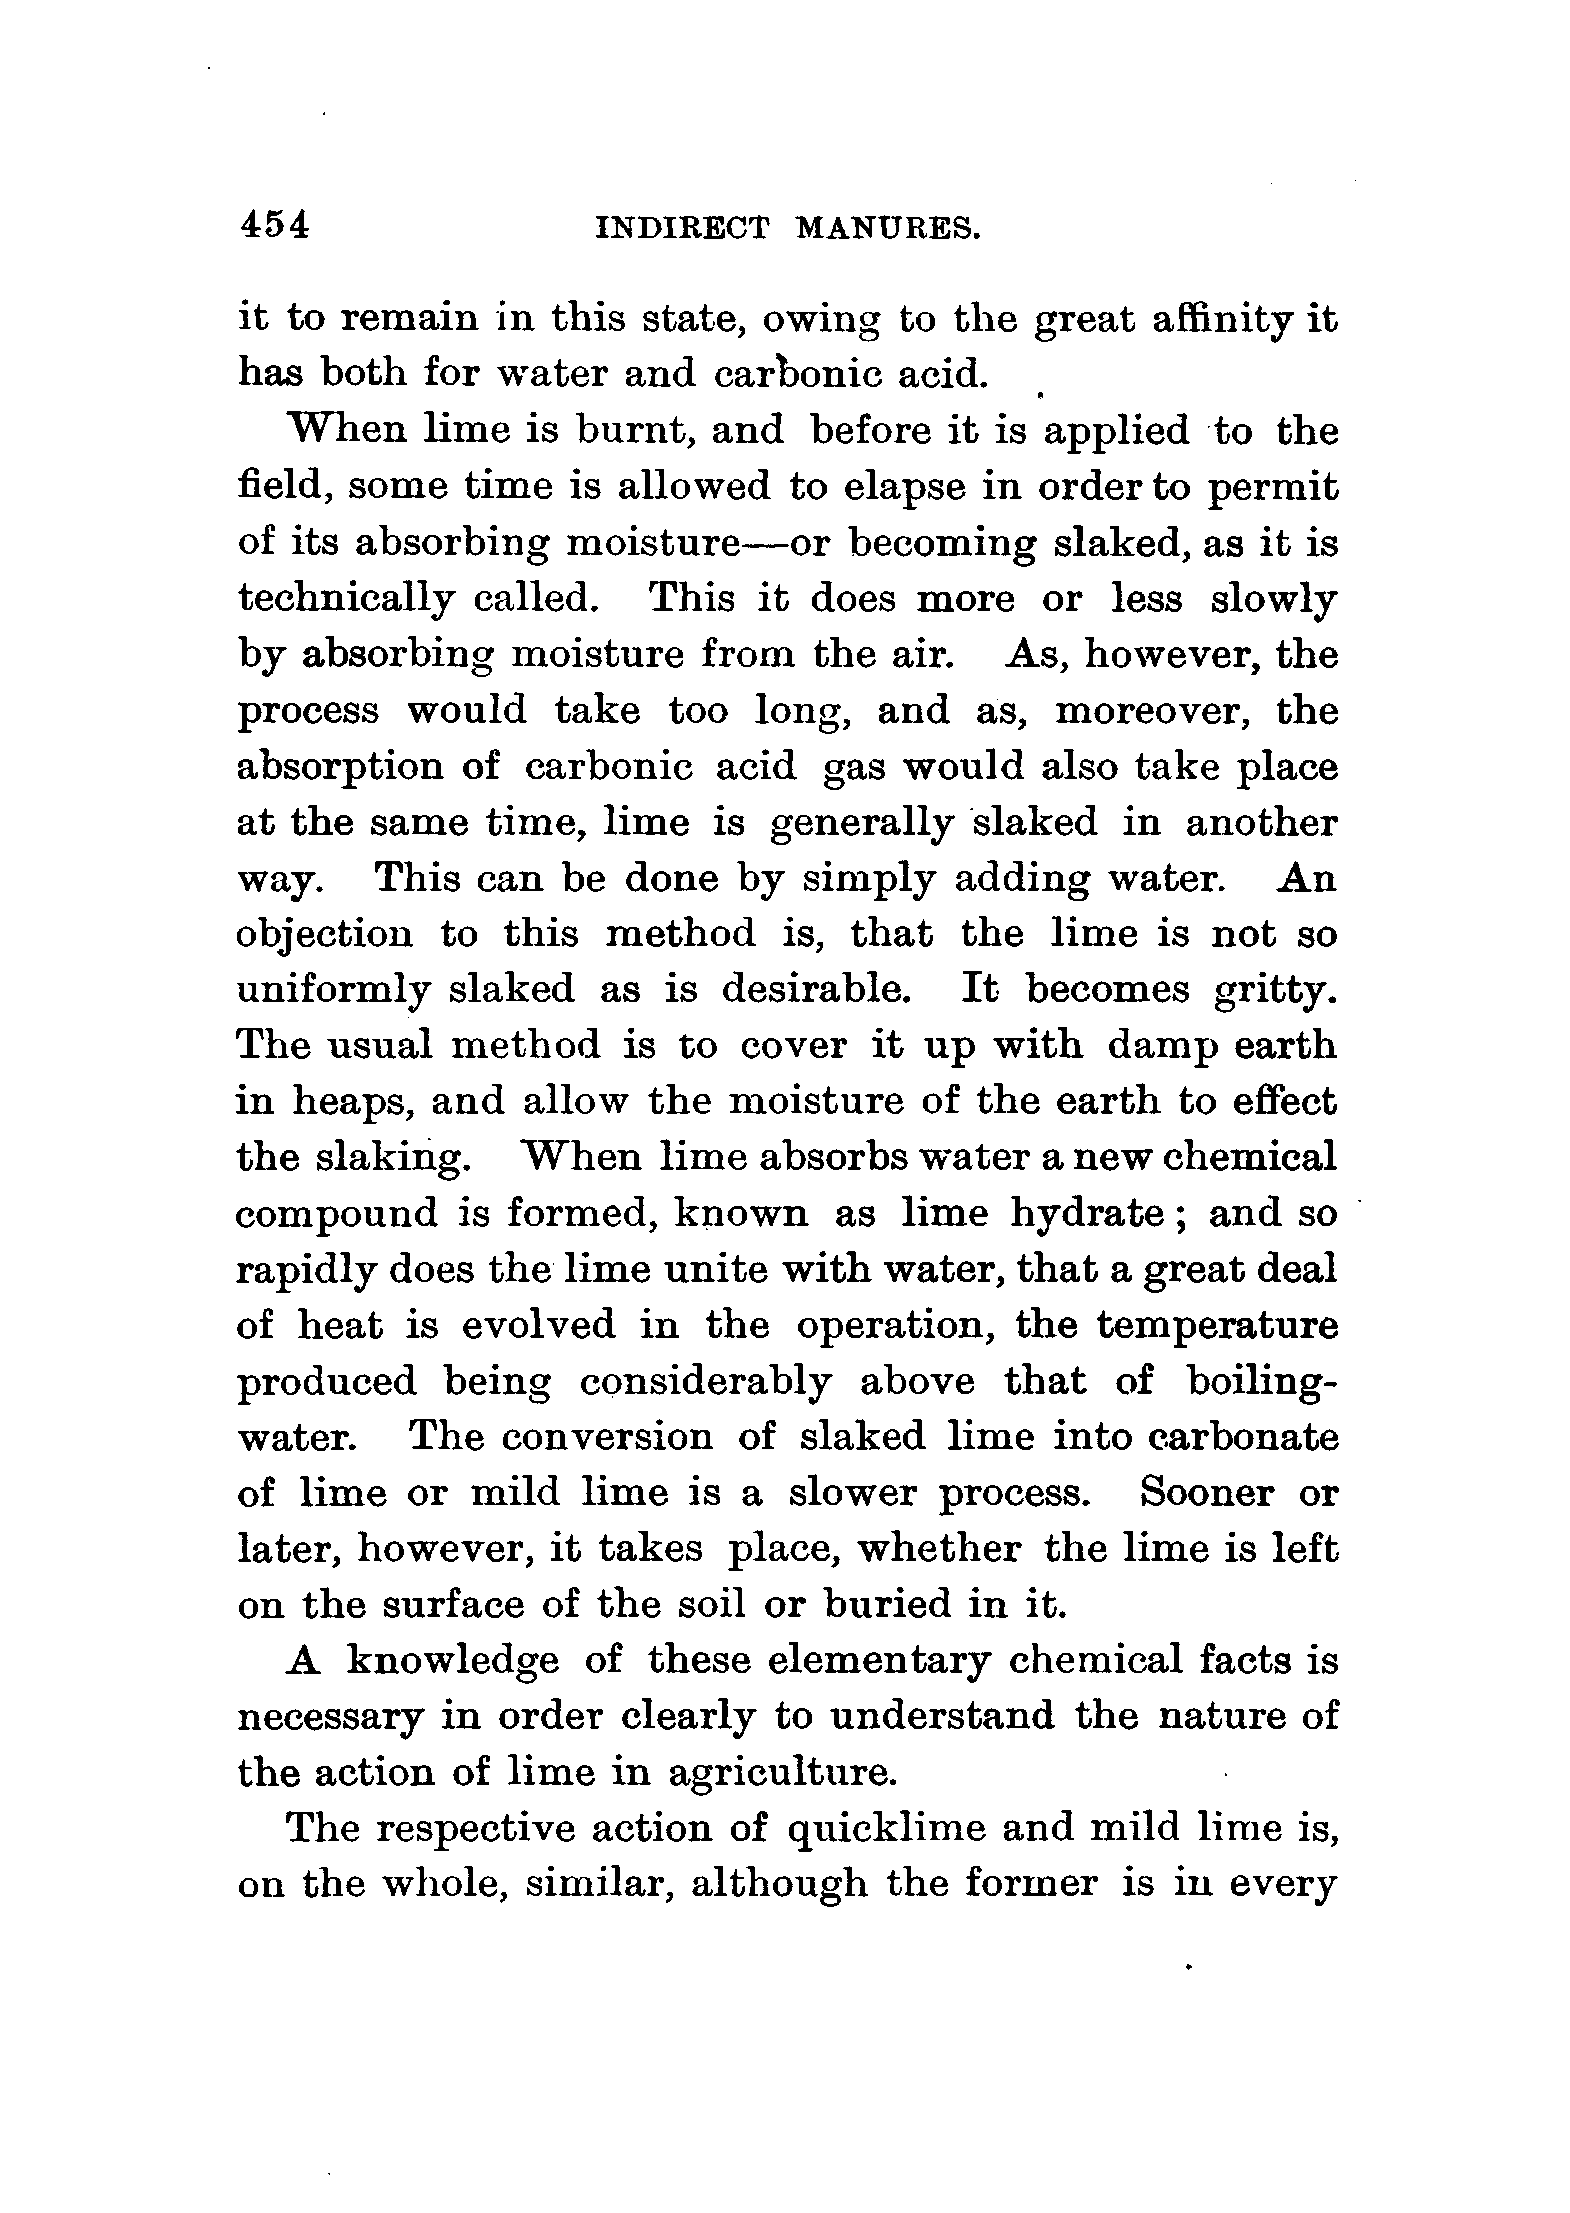 454 INDIRECT MANURES.
it to remain in this state, owing to the great affinity it
has both for water and carbonic acid.
When lime is burnt, and before it is applied to the
field, some time is allowed to elapse in order to permit
of its absorbing moisture—or becoming slaked, as it is
technically called. This it does more or less slowly
by absorbing moisture from the air. As, however, the
process would take too long, and as, moreover, the
absorption of carbonic acid gas would also take place
at the same time, lime is generally slaked in another
way. This can be done by simply adding water. An
objection to this method is, that the lime is not so
uniformly slaked as is desirable. It becomes gritty.
The usual method is to cover it up with damp earth
in heaps, and allow the moisture of the earth to effect
the slaking. When lime absorbs water a new chemical
compound is formed, known as lime hydrate; and so
rapidly does the lime unite with water, that a great deal
of heat is evolved in the operation, the temperature
produced being considerably above that of boiling-
water. The conversion of slaked lime into carbonate
of lime or mild lime is a slower process. Sooner or
later, however, it takes place, whether the lime is left
on the surface of the soil or buried in it.
A knowledge of these elementary chemical facts is
necessary in order clearly to understand the nature of
the action of lime in agriculture.
The respective action of quicklime and mild lime is,
on the whole, similar, although the former is in every